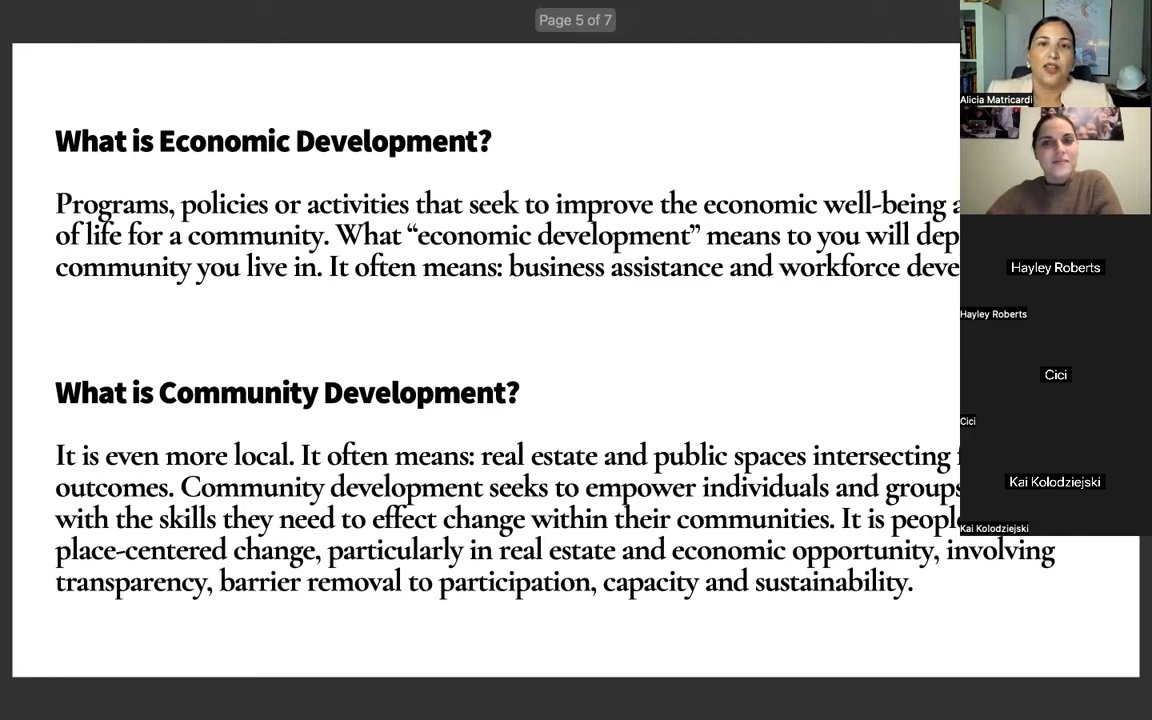 Page 5 of 7
What is Economic Development?
Programs, policies or activities that seek to improve the economic well-being
of life for a community. What “economic development” means to you will
community you live in. It often means: business assistance and workforce
What is Community Development?
It is even more local. It often means: real estate and public spaces intersecting
outcomes. Community development seeks to empower individuals and groups
with the skills they need to effect change within their communities. It is
place-centered change, particularly in real estate and economic opportunity, involving
transparency, barrier removal to participation, capacity and sustainability.
Alicia Matricardi
Hayley Roberts
Hayley Roberts
Cici
Cici
Kai Kolodziejski
Kai Kolodziejski